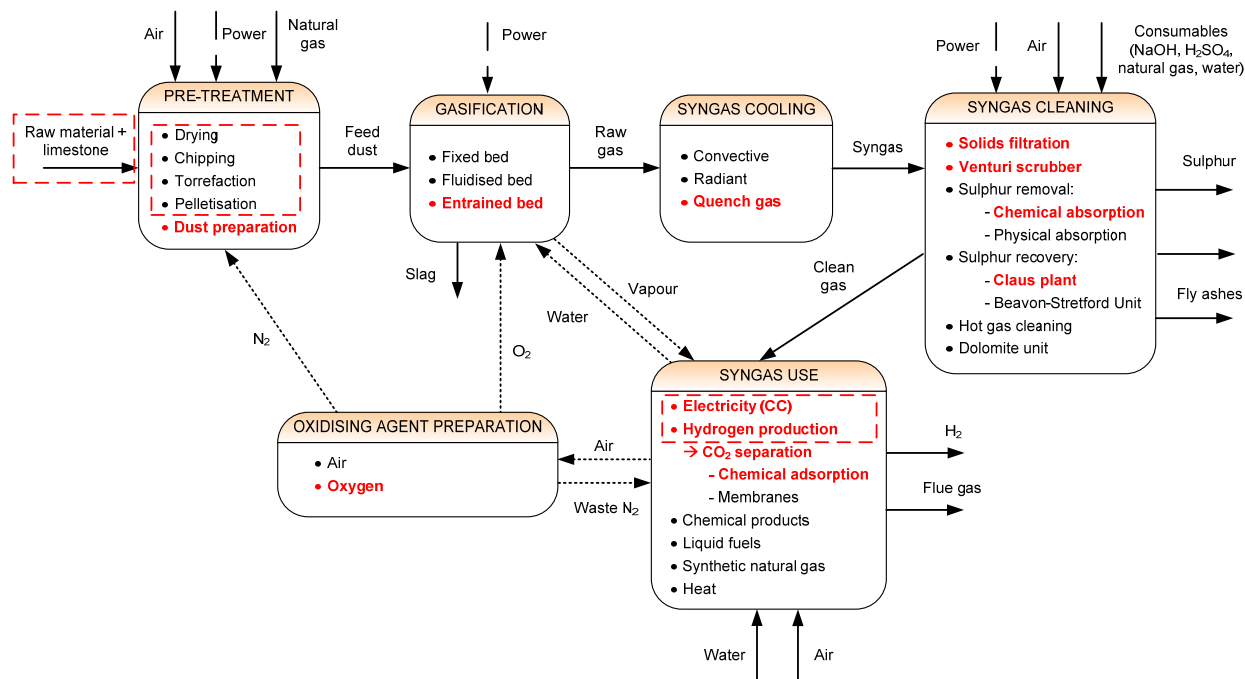 Air
Power
Natural
gas
Raw material +
limestone
PRE-TREATMENT
• Drying
• Chipping
• Torrefaction
• Pelletisation
• Dust preparation
Feed
dust
Power
GASIFICATION
• Fixed bed
• Fluidised bed
• Entrained bed
Slag
Raw
gas
SYNGAS COOLING
• Convective
• Radiant
• Quench gas
Syngas
Power
Air
Consumables
(NaOH, H₂SO₄,
natural gas, water)
SYNGAS CLEANING
• Solids filtration
• Venturi scrubber
• Sulphur removal:
- Chemical absorption
- Physical absorption
• Sulphur recovery:
- Claus plant
- Beavon-Stretford Unit
• Hot gas cleaning
• Dolomite unit
Sulphur
Fly ashes
Clean
gas
Vapour
Water
N₂
O₂
OXIDISING AGENT PREPARATION
• Air
• Oxygen
Air
Waste N₂
SYNGAS USE
• Electricity (CC)
• Hydrogen production
→ CO₂ separation
- Chemical adsorption
- Membranes
• Chemical products
• Liquid fuels
• Synthetic natural gas
• Heat
H₂
Flue gas
Water
Air